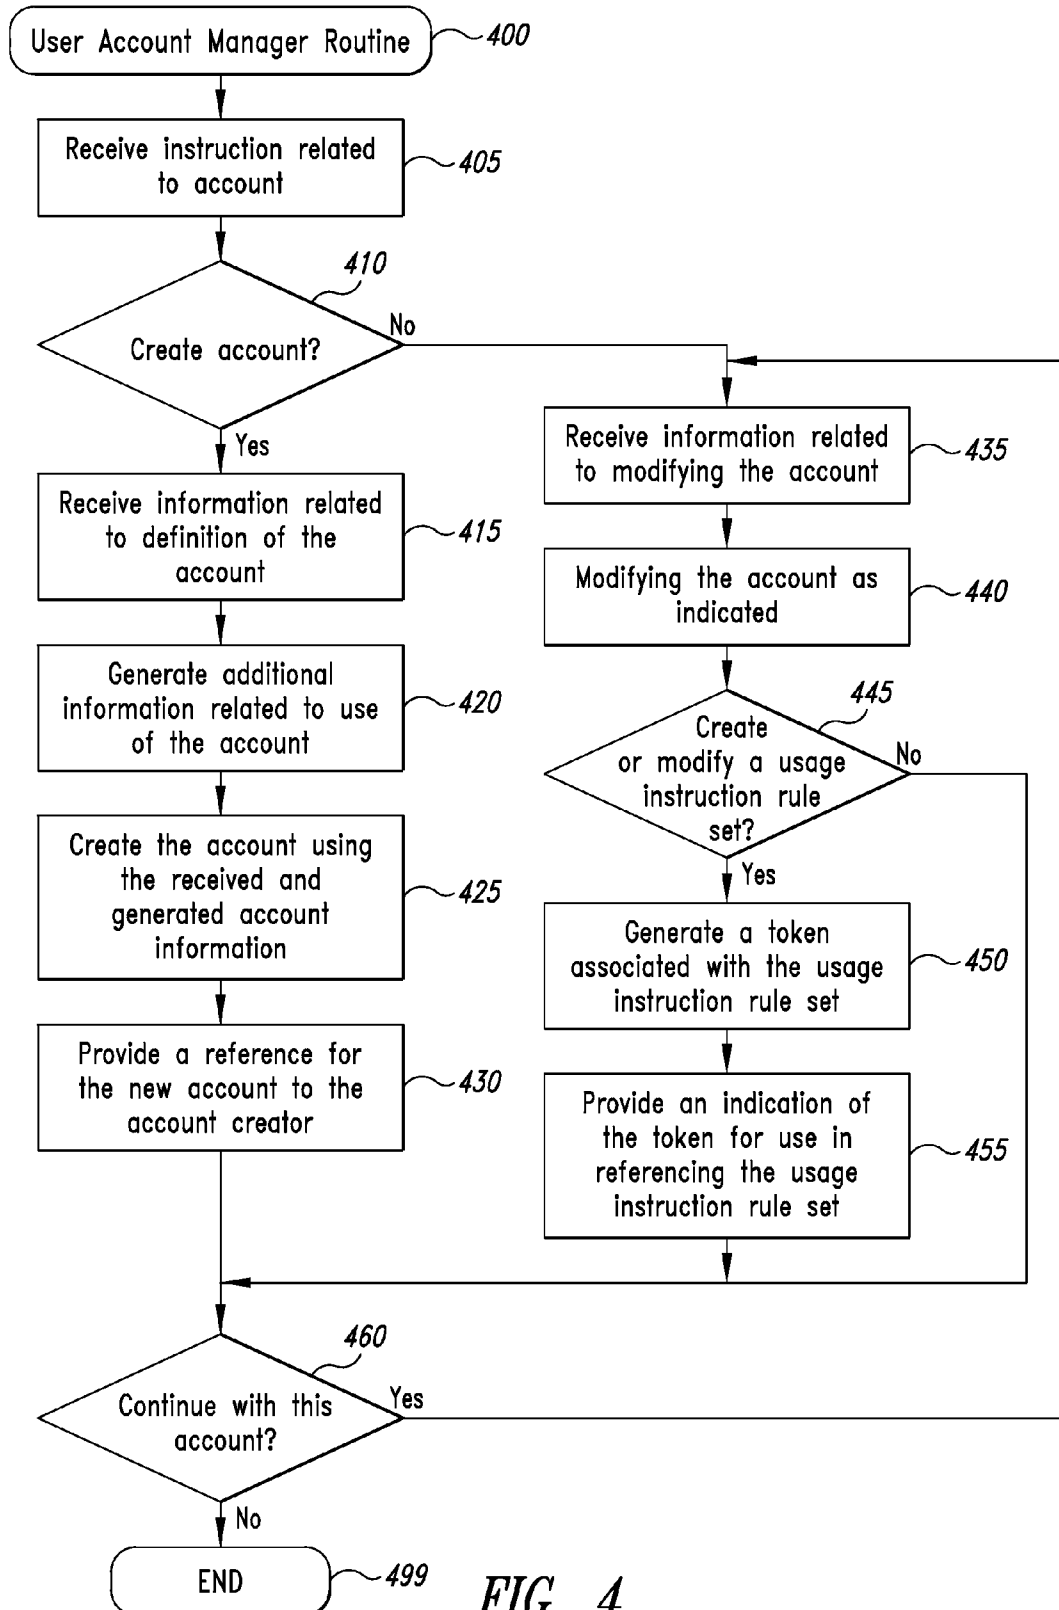 User Account Manager Routine
400
Receive instruction related
to account
405
410
Create account?
No
Yes
Receive information related
to definition of the
account
415
Generate additional
information related to use
of the account
420
Create the account using
the received and
generated account
information
425
Provide a reference for
the new account to the
account creator
430
Receive information related
to modifying the account
435
Modifying the account as
indicated
440
445
Create
or modify a usage
instruction rule
set?
No
Yes
Generate a token
associated with the usage
instruction rule set
450
Provide an indication of
the token for use in
referencing the usage
instruction rule set
455
460
Continue with this
account?
Yes
No
END
499
FIG. 4